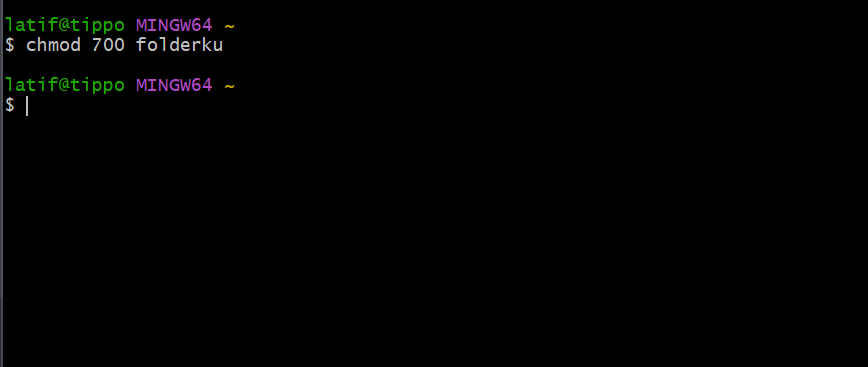 latif@tippo MINGW64 ~
$ chmod 700 folderku
latif@tippo MINGW64 ~
$